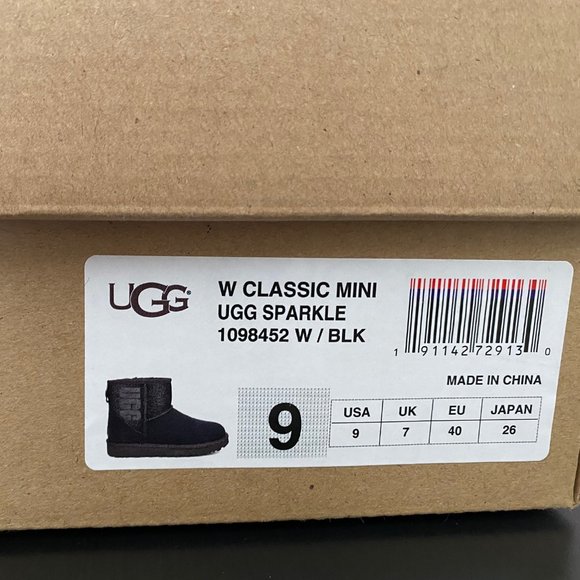 UGG
W CLASSIC MINI
UGG SPARKLE
1098452 W / BLK
1 91142 72913 0
MADE IN CHINA
UGG
9
USA UK EU JAPAN
9 7 40 26